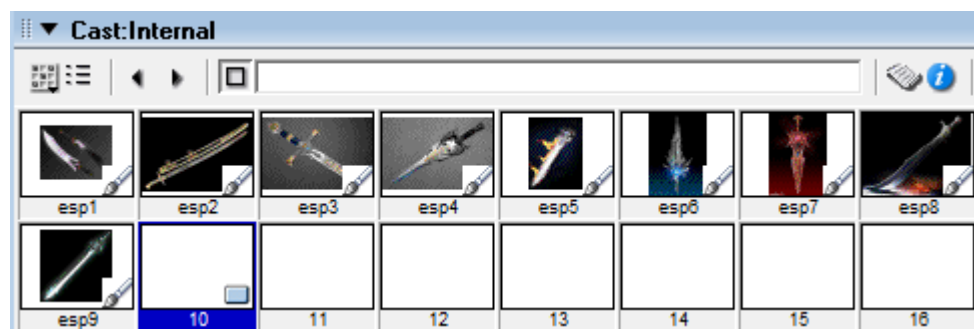 Cast:Internal
esp1 esp2 esp3 esp4 esp5 esp6 esp7 esp8
esp9 10 11 12 13 14 15 16